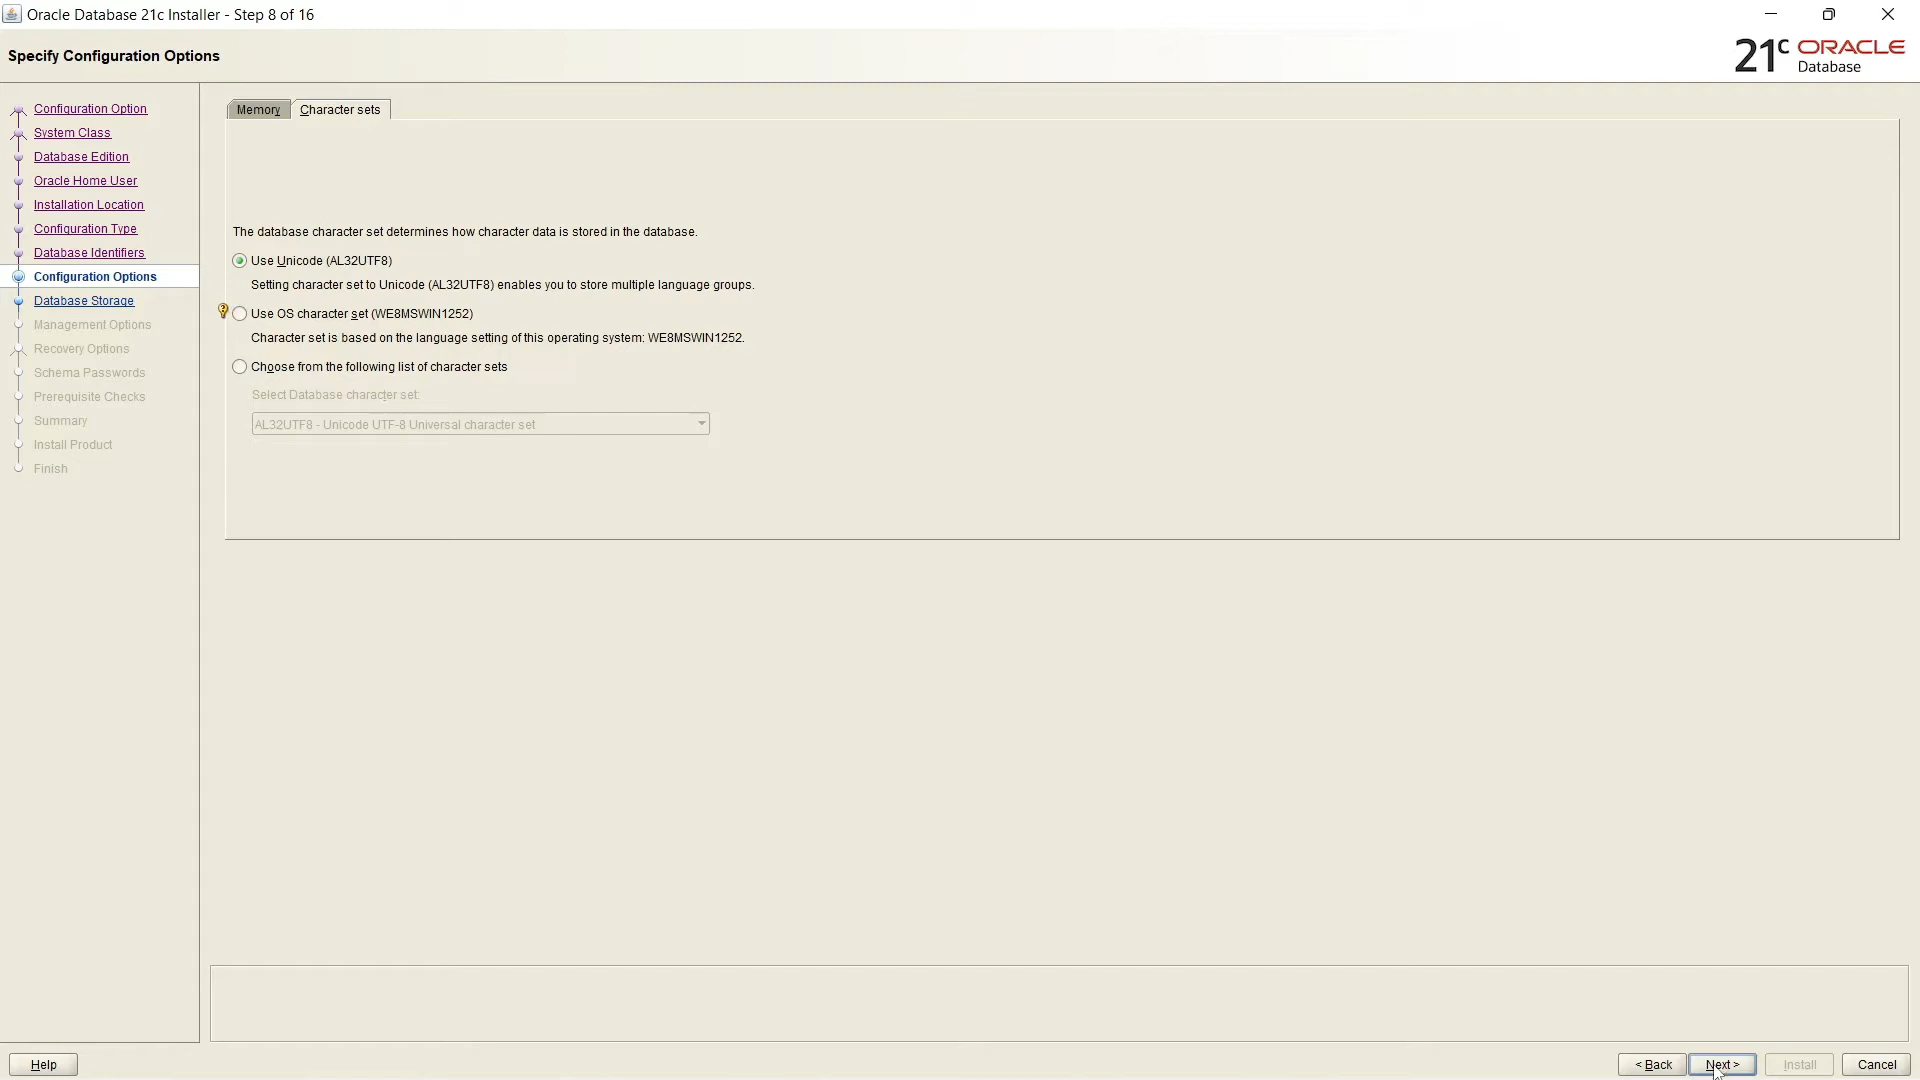 Oracle Database 21c Installer - Step 8 of 16
Specify Configuration Options
21c ORACLE
Database
Configuration Option
System Class
Database Edition
Oracle Home User
Installation Location
Configuration Type
Database Identifiers
Configuration Options
Database Storage
Management Options
Recovery Options
Schema Passwords
Prerequisite Checks
Summary
Install Product
Finish
Memory
Character sets
The database character set determines how character data is stored in the database.
Use Unicode (AL32UTF8)
Setting character set to Unicode (AL32UTF8) enables you to store multiple language groups.
Use OS character set (WE8MSWIN1252)
Character set is based on the language setting of this operating system: WE8MSWIN1252.
Choose from the following list of character sets
Select Database character set:
AL32UTF8 - Unicode UTF-8 Universal character set
Help
< Back
Next >
Install
Cancel